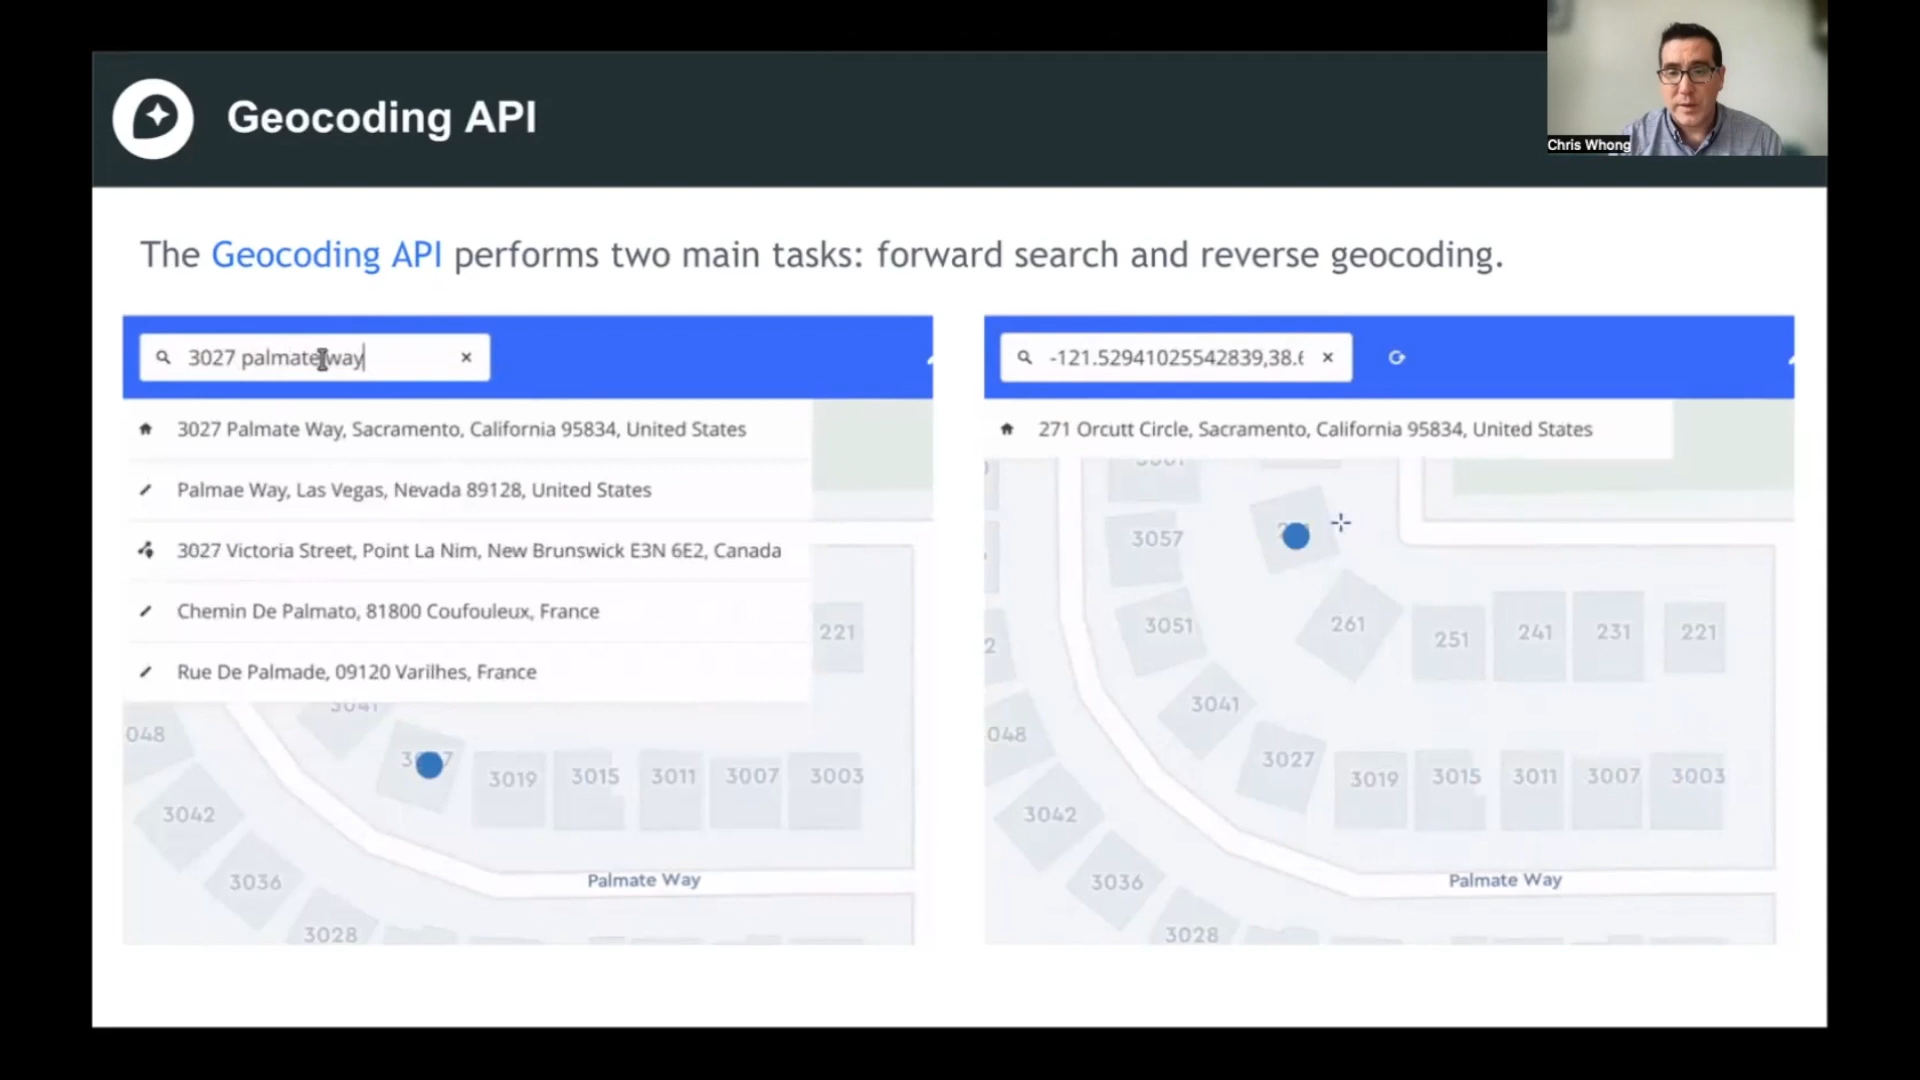 Geocoding API
Chris Whong
The Geocoding API performs two main tasks: forward search and reverse geocoding.
3027 palmate way
3027 Palmate Way, Sacramento, California 95834, United States
Palmae Way, Las Vegas, Nevada 89128, United States
3027 Victoria Street, Point La Nim, New Brunswick E3N 6E2, Canada
Chemin De Palmato, 81800 Coufouleux, France
Rue De Palmade, 09120 Varilhes, France
221
3041
048
3019
3015
3011
3007
3003
3042
3036
Palmate Way
3028
-121.52941025542839,38.6
271 Orcutt Circle, Sacramento, California 95834, United States
3057
3051
261
251
241
231
221
2
3041
048
3027
3019
3015
3011
3007
3003
3042
3036
Palmate Way
3028